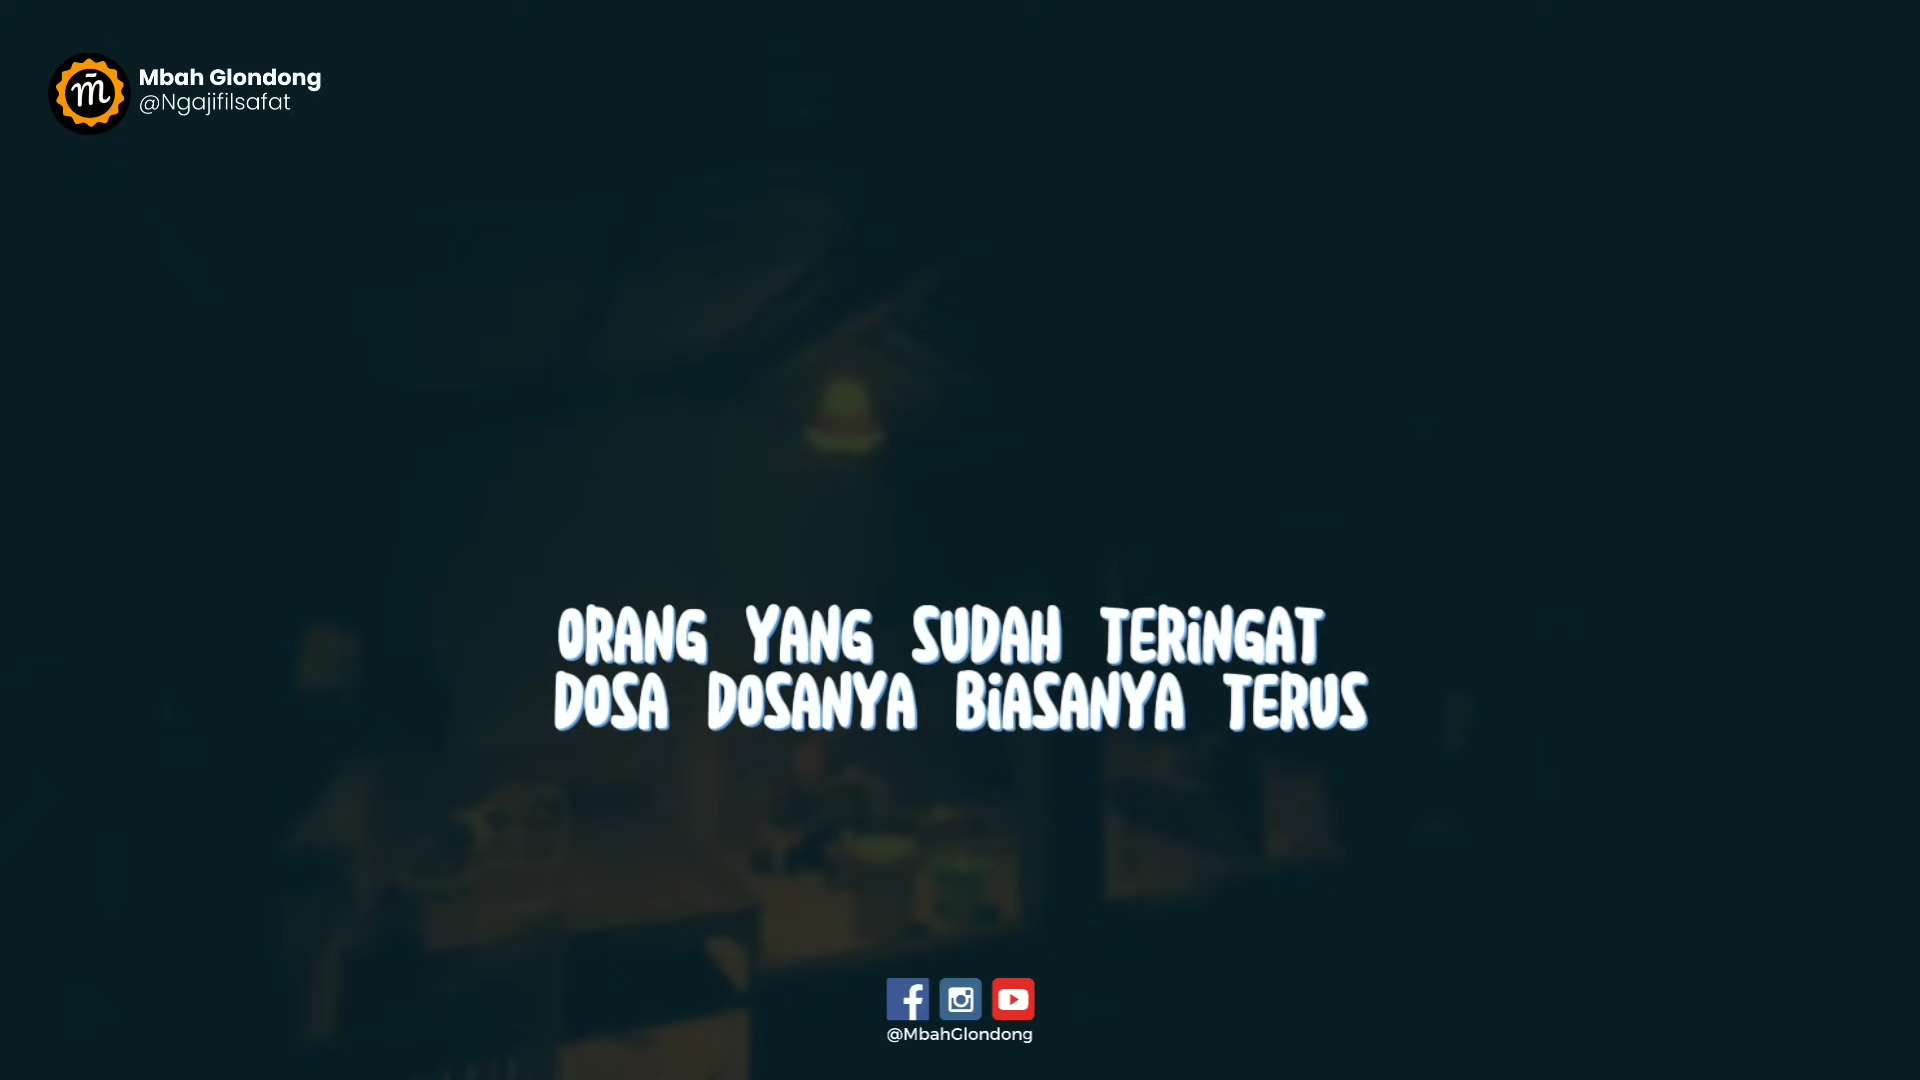 Mbah Glondong
@Ngajifilsafat
ORANG YANG SUDAH TERiNGAT
DOSA DOSANYA BiASANYA TERUS
@MbahGlondong